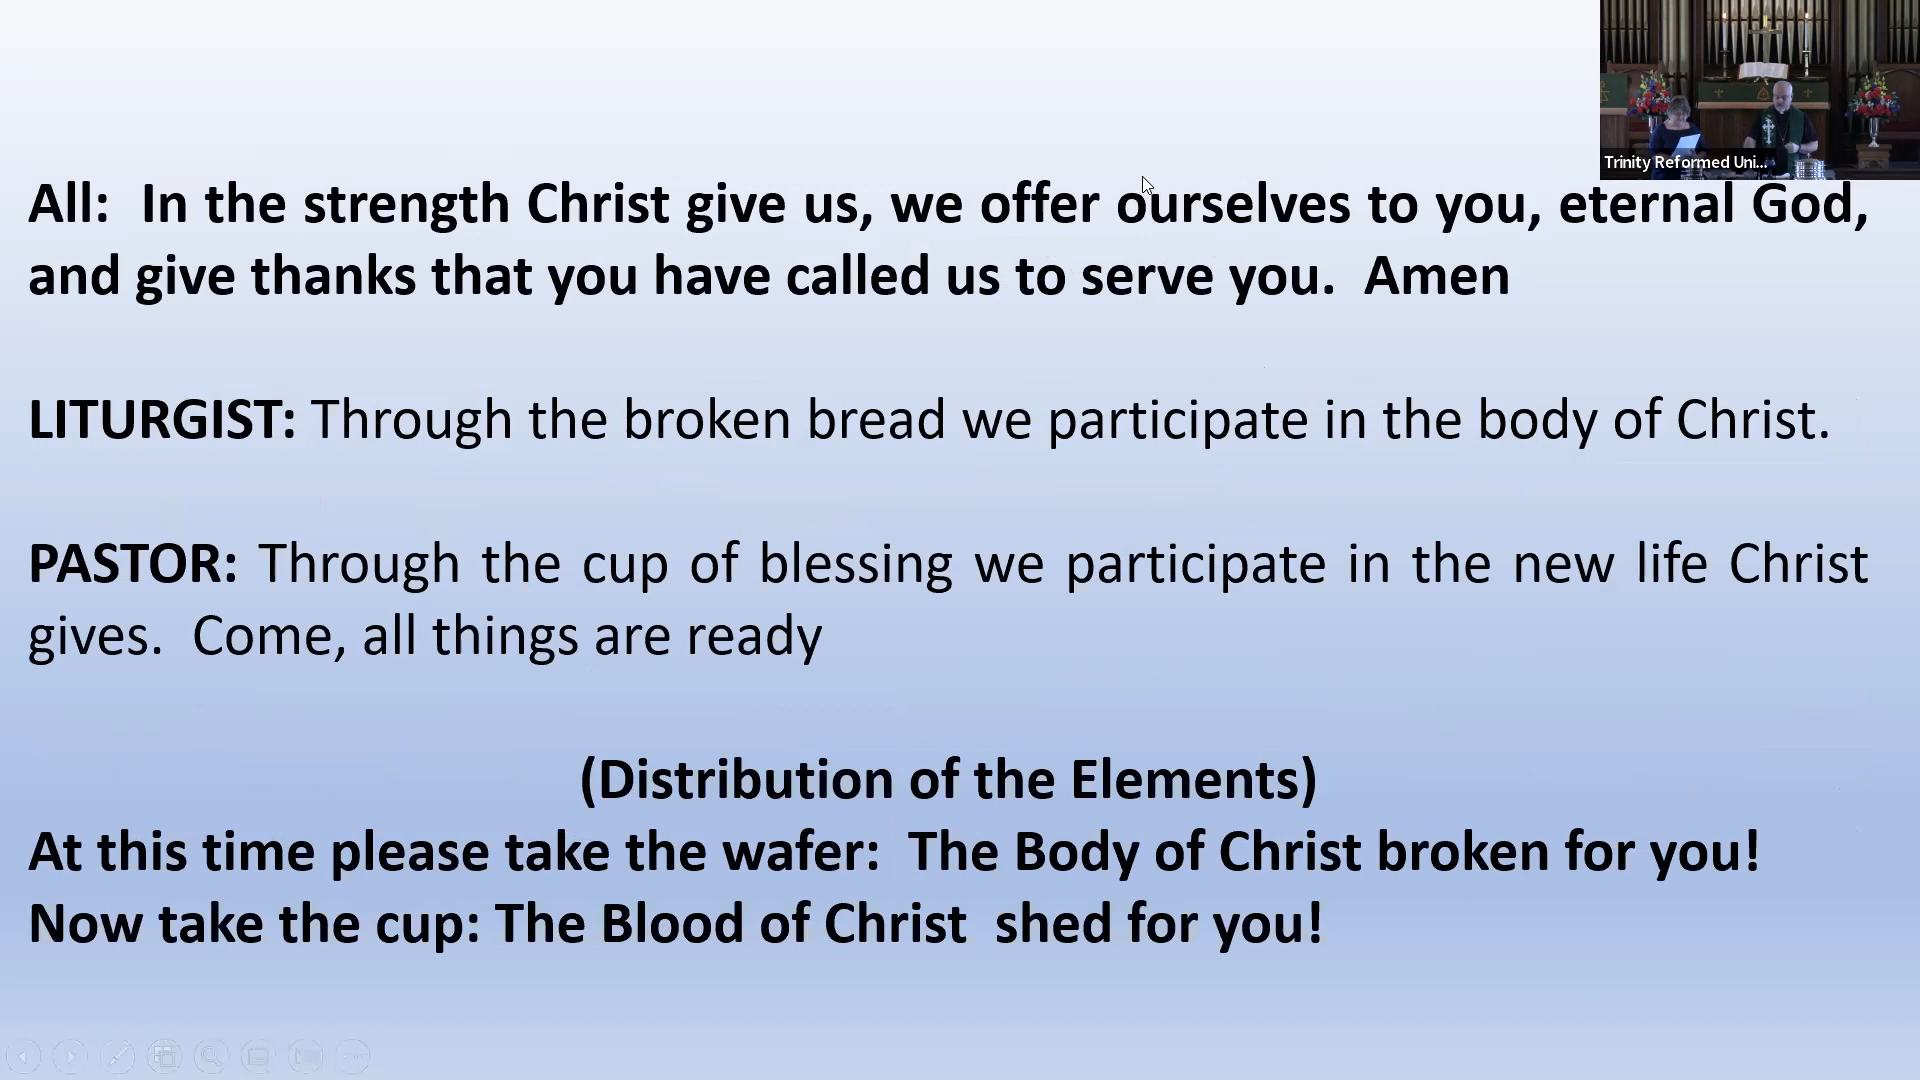 Trinity Reformed Uni...
All: In the strength Christ give us, we offer ourselves to you, eternal God,
and give thanks that you have called us to serve you. Amen
LITURGIST: Through the broken bread we participate in the body of Christ.
PASTOR: Through the cup of blessing we participate in the new life Christ
gives. Come, all things are ready
(Distribution of the Elements)
At this time please take the wafer: The Body of Christ broken for you!
Now take the cup: The Blood of Christ shed for you!